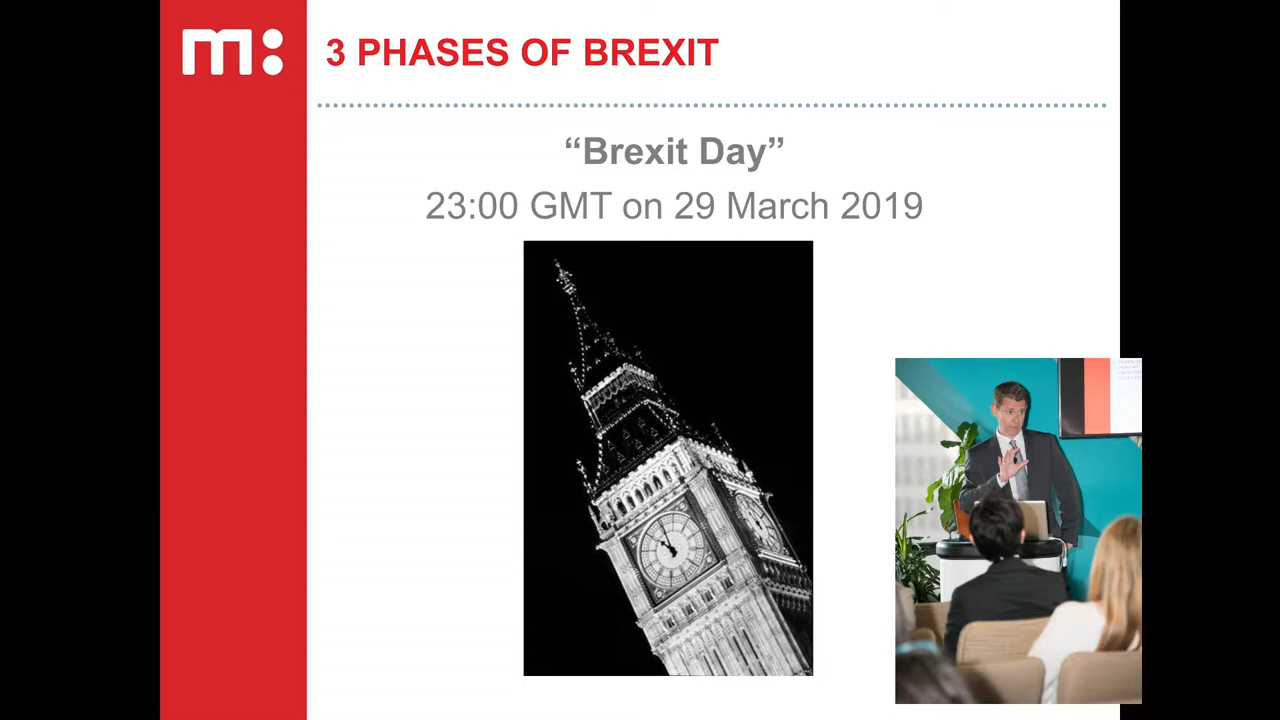 m:
3 PHASES OF BREXIT
“Brexit Day”
23:00 GMT on 29 March 2019